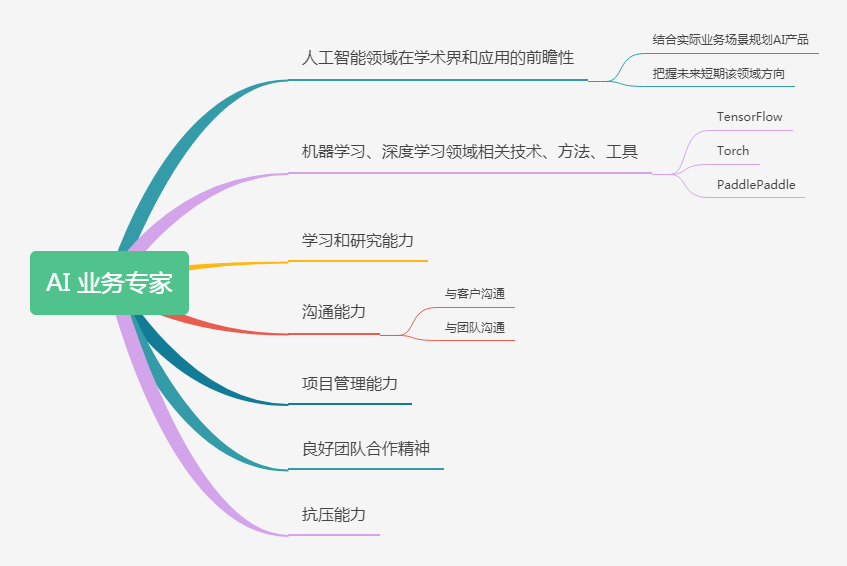 人工智能领域在学术界和应用的前瞻性
结合实际业务场景规划AI产品
把握未来短期该领域方向
机器学习、深度学习领域相关技术、方法、工具
TensorFlow
Torch
PaddlePaddle
学习和研究能力
AI 业务专家
沟通能力
与客户沟通
与团队沟通
项目管理能力
良好团队合作精神
抗压能力